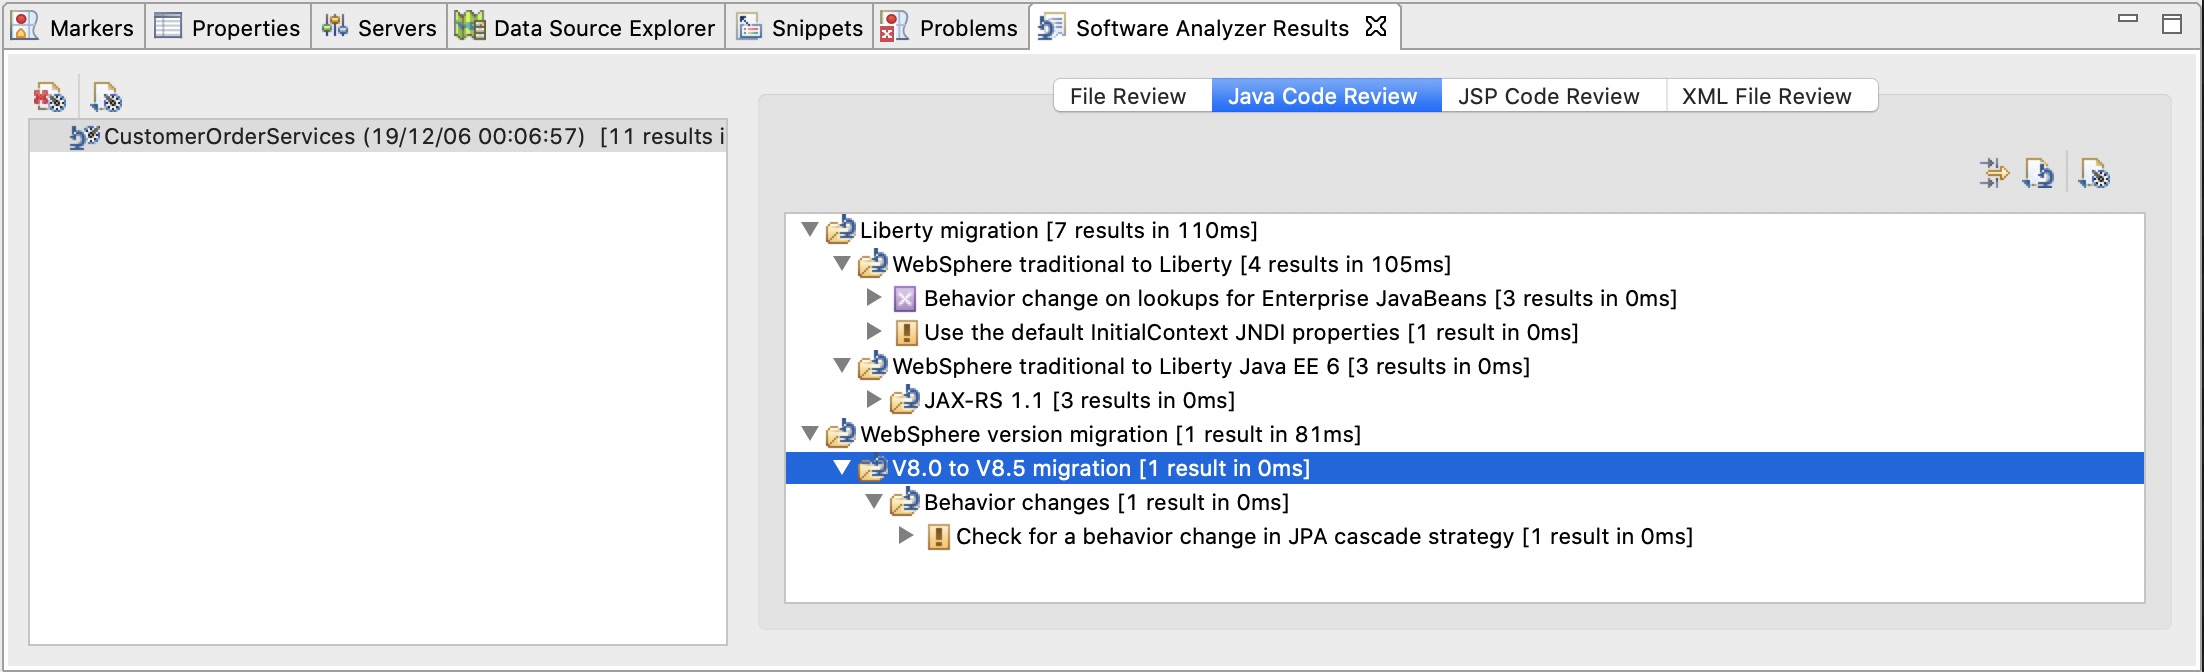 Markers Properties Servers Data Source Explorer Snippets Problems Software Analyzer Results
File Review Java Code Review JSP Code Review XML File Review
CustomerOrderServices (19/12/06 00:06:57) [11 results i
Liberty migration [7 results in 110ms]
WebSphere traditional to Liberty [4 results in 105ms]
Behavior change on lookups for Enterprise JavaBeans [3 results in 0ms]
Use the default InitialContext JNDI properties [1 result in 0ms]
WebSphere traditional to Liberty Java EE 6 [3 results in 0ms]
JAX-RS 1.1 [3 results in 0ms]
WebSphere version migration [1 result in 81ms]
V8.0 to V8.5 migration [1 result in 0ms]
Behavior changes [1 result in 0ms]
Check for a behavior change in JPA cascade strategy [1 result in 0ms]